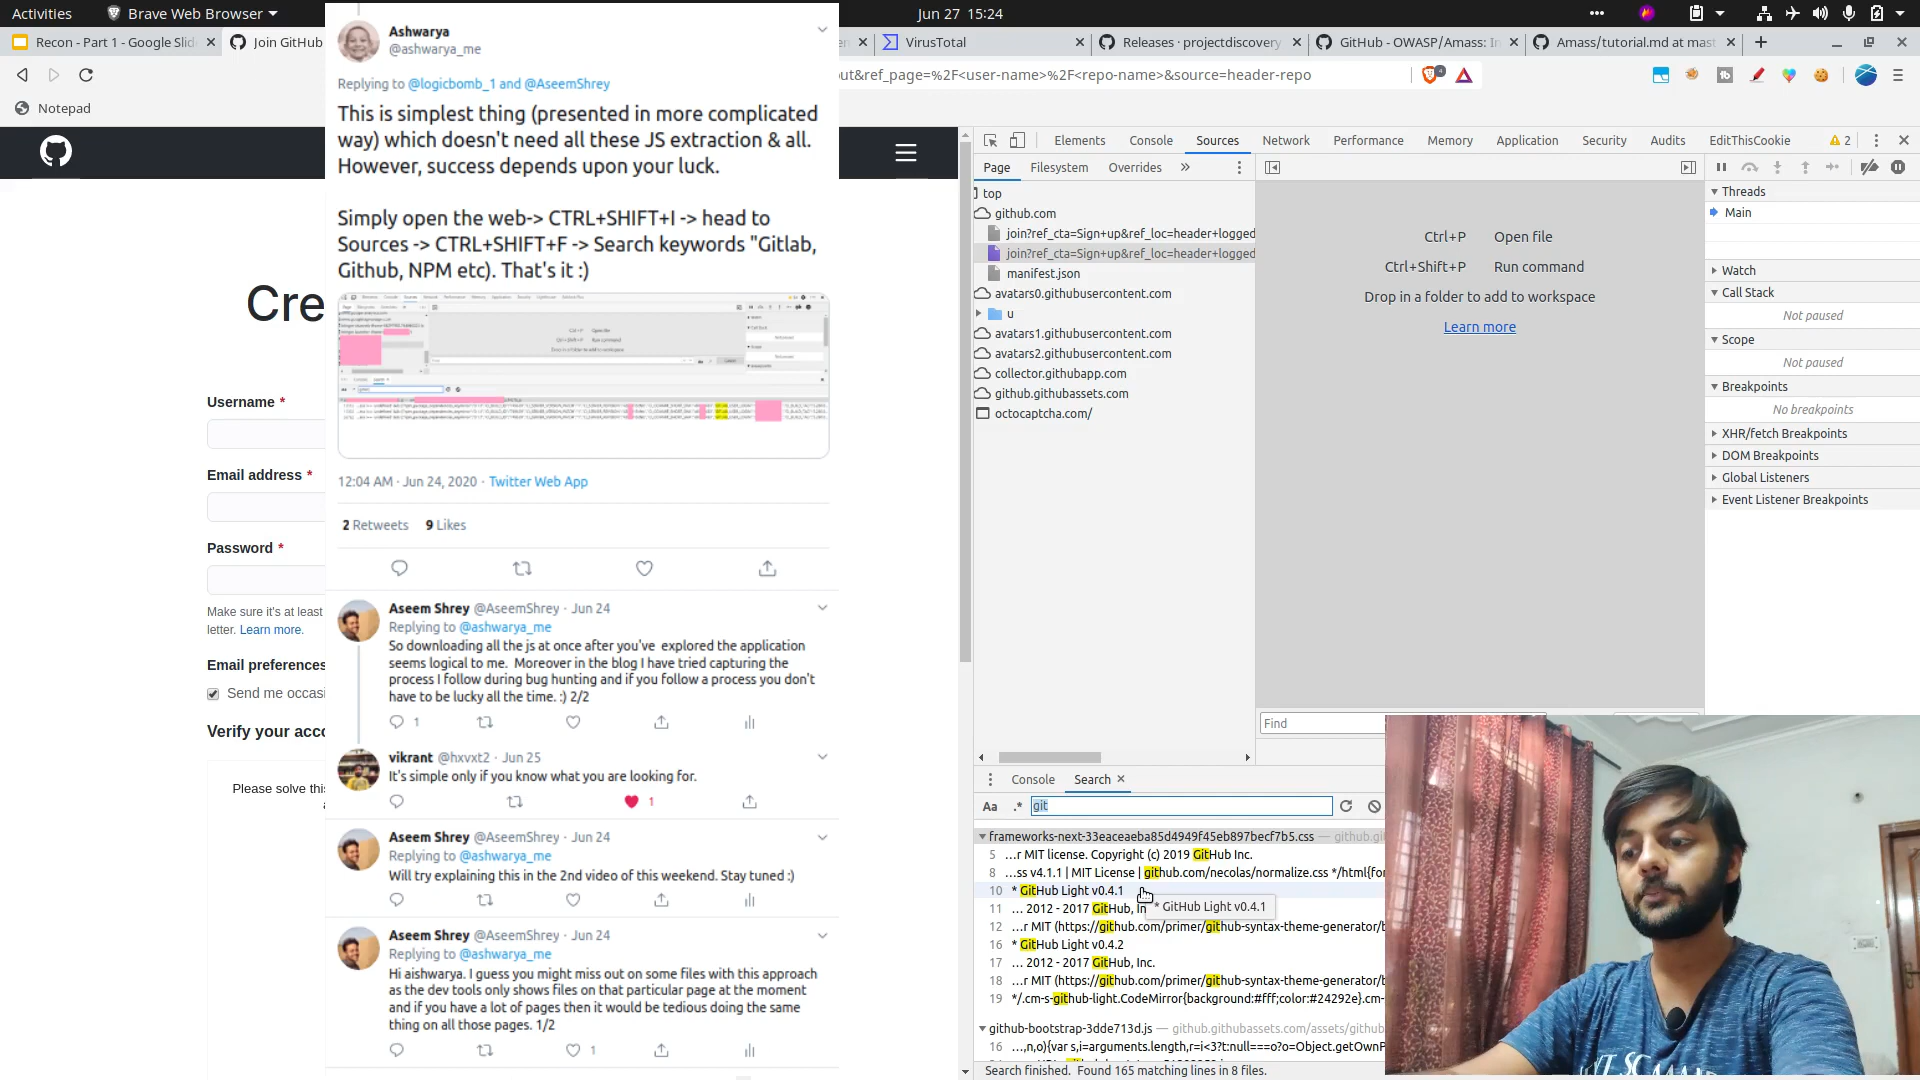 Activities
Brave Web Browser
Jun 27 15:24
Recon - Part 1 - Google Slid
Join GitHub
VirusTotal
Releases · projectdiscovery
GitHub - OWASP/Amass: In
Amass/tutorial.md at mast
out&ref_page=%2F<user-name>%2F<repo-name>&source=header-repo
4
Notepad
Cre
Username *
Email address *
Password *
Make sure it's at least
letter. Learn more.
Email preferences
Send me occasi
Verify your acco
Please solve this
Ashwarya
@ashwarya_me
Replying to @logicbomb_1 and @AseemShrey
This is simplest thing (presented in more complicated
way) which doesn't need all these JS extraction & all.
However, success depends upon your luck.
Simply open the web-> CTRL+SHIFT+I -> head to
Sources -> CTRL+SHIFT+F -> Search keywords "Gitlab,
Github, NPM etc). That's it :)
12:04 AM · Jun 24, 2020 · Twitter Web App
2 Retweets 9 Likes
Aseem Shrey @AseemShrey · Jun 24
Replying to @ashwarya_me
So downloading all the js at once after you've explored the application
seems logical to me. Moreover in the blog I have tried capturing the
process I follow during bug hunting and if you follow a process you don't
have to be lucky all the time. :) 2/2
1
vikrant @hxvxt2 · Jun 25
It's simple only if you know what you are looking for.
1
Aseem Shrey @AseemShrey · Jun 24
Replying to @ashwarya_me
Will try explaining this in the 2nd video of this weekend. Stay tuned :)
Aseem Shrey @AseemShrey · Jun 24
Replying to @ashwarya_me
Hi aishwarya. I guess you might miss out on some files with this approach
as the dev tools only shows files on that particular page at the moment
and if you have a lot of pages then it would be tedious doing the same
thing on all those pages. 1/2
1
Elements Console Sources Network Performance Memory Application Security Audits EditThisCookie 2
Page Filesystem Overrides
top
github.com
join?ref_cta=Sign+up&ref_loc=header+logged
join?ref_cta=Sign+up&ref_loc=header+logged
manifest.json
avatars0.githubusercontent.com
u
avatars1.githubusercontent.com
avatars2.githubusercontent.com
collector.githubapp.com
github.githubassets.com
octocaptcha.com/
Ctrl+P Open file
Ctrl+Shift+P Run command
Drop in a folder to add to workspace
Learn more
Find
Threads
Main
Watch
Call Stack
Not paused
Scope
Not paused
Breakpoints
No breakpoints
XHR/fetch Breakpoints
DOM Breakpoints
Global Listeners
Event Listener Breakpoints
Console Search
Aa .* git
frameworks-next-33eaceaeba85d4949f45eb897becf7b5.css — github.gi
5 …r MIT license. Copyright (c) 2019 GitHub Inc.
8 …ss v4.1.1 | MIT License | github.com/necolas/normalize.css */html{for
10 * GitHub Light v0.4.1
* GitHub Light v0.4.1
11 … 2012 - 2017 GitHub, In
12 …r MIT (https://github.com/primer/github-syntax-theme-generator/b
16 * GitHub Light v0.4.2
17 … 2012 - 2017 GitHub, Inc.
18 …r MIT (https://github.com/primer/github-syntax-theme-generator/b
19 */.cm-s-github-light.CodeMirror{background:#fff;color:#24292e}.cm-
github-bootstrap-3dde713d.js — github.githubassets.com/assets/github
16 …,n,o){var s,i=arguments.length,r=i<3?t:null===o?o=Object.getOwnP
Search finished. Found 165 matching lines in 8 files.